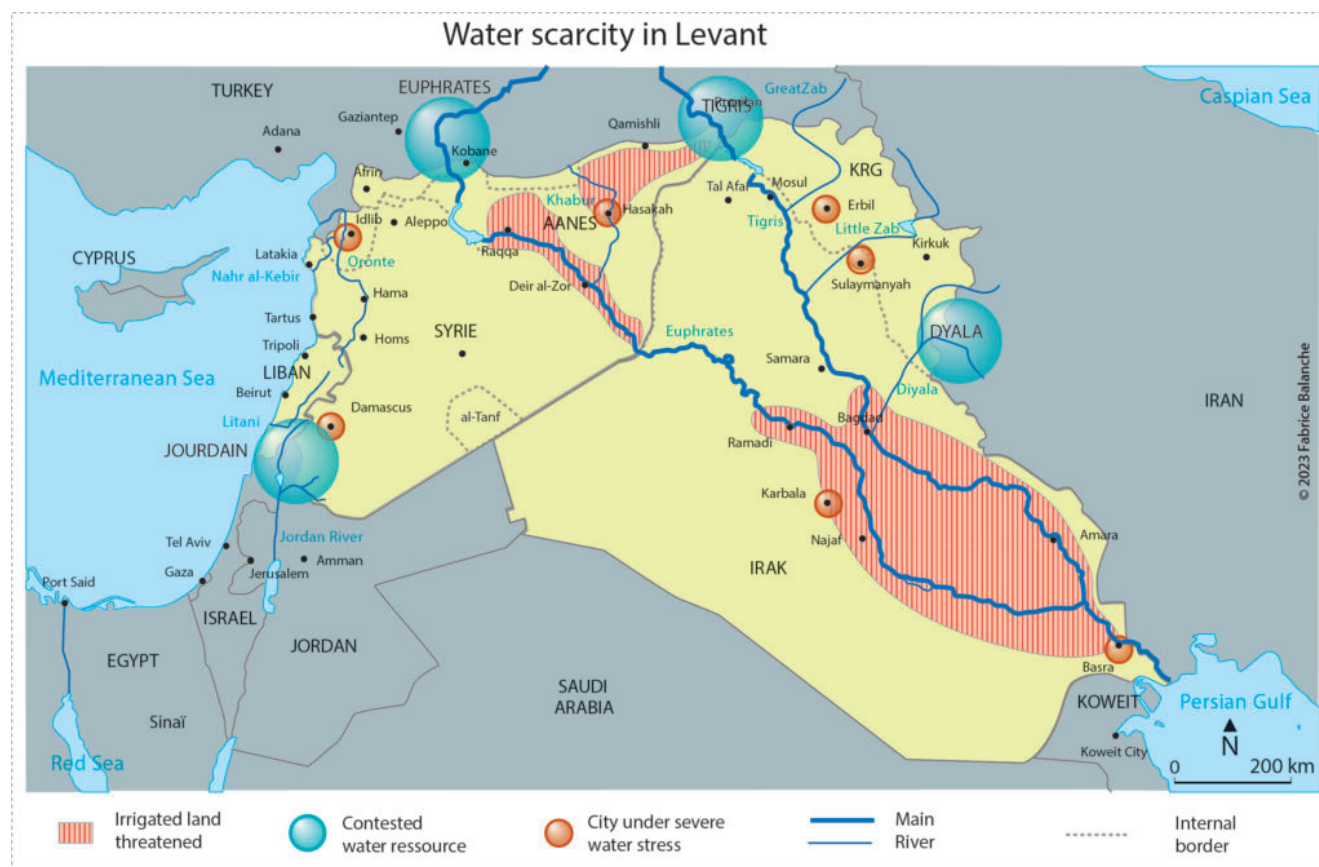 Water scarcity in Levant
TURKEY
EUPHRATES
GreatZab
Caspian Sea
Gaziantep
TIGRIS
Adana
Qamishli
Kobane
KRG
Afrin
Tal Afar
Mosul
Khabur
Hasakah
Erbil
Idlib
Aleppo
AANES
Tigris
Little Zab
Latakia
Oronte
Raqqa
Kirkuk
CYPRUS
Nahr al-Kebir
Deir al-Zor
Sulaymanyah
Hama
Tartus
SYRIE
Euphrates
DYALA
Homs
Tripoli
Samara
LIBAN
Mediterranean Sea
Beirut
Diyala
IRAN
Damascus
al-Tanf
Litani
Bagdad
Ramadi
JOURDAIN
© 2023 Fabrice Balanche
Karbala
Jordan River
Najaf
Amara
Tel Aviv
Amman
Gaza
Jerusalem
IRAK
Port Said
ISRAEL
JORDAN
EGYPT
Basra
SAUDI
ARABIA
KOWEIT
Persian Gulf
Sinaï
N
Koweit City
Red Sea
0 200 km
Irrigated land
threatened
Contested
water ressource
City under severe
water stress
Main
River
Internal
border